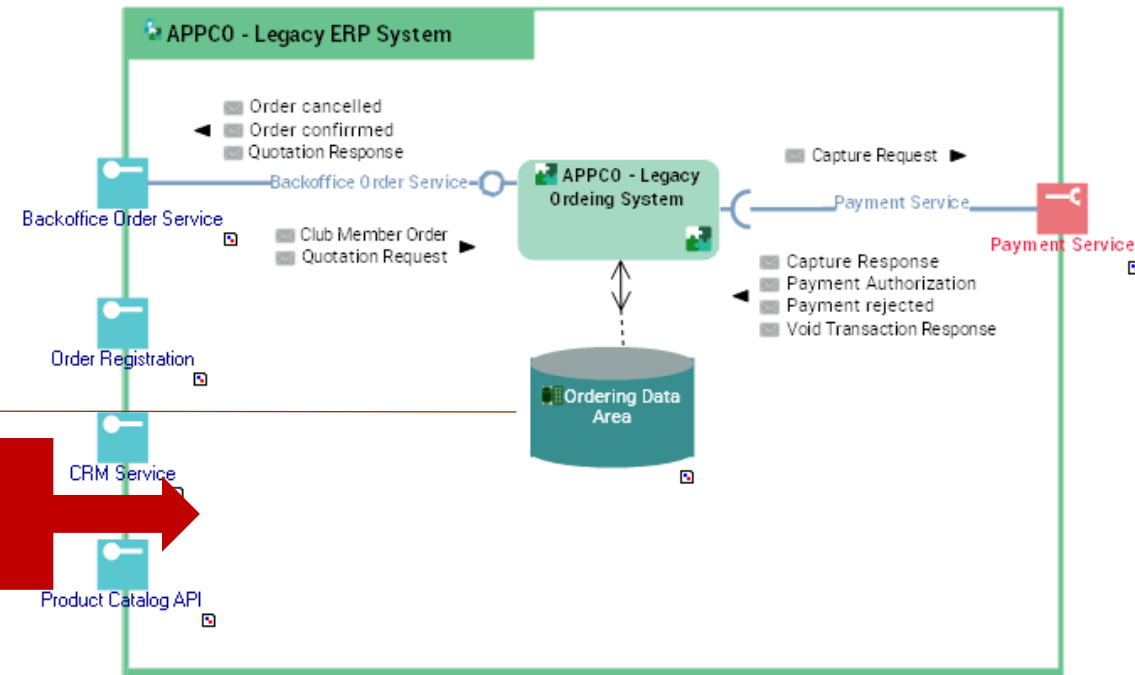 APPCO - Legacy ERP System
Order cancelled
Order confirrmed
Quotation Response
Backoffice Order Service
Backoffice Order Service
Club Member Order
Quotation Request
APPCO - Legacy
Ordeing System
Capture Request
Payment Service
Payment Service
Capture Response
Payment Authorization
Payment rejected
Void Transaction Response
Order Registration
Ordering Data
Area
CRM Service
Product Catalog API